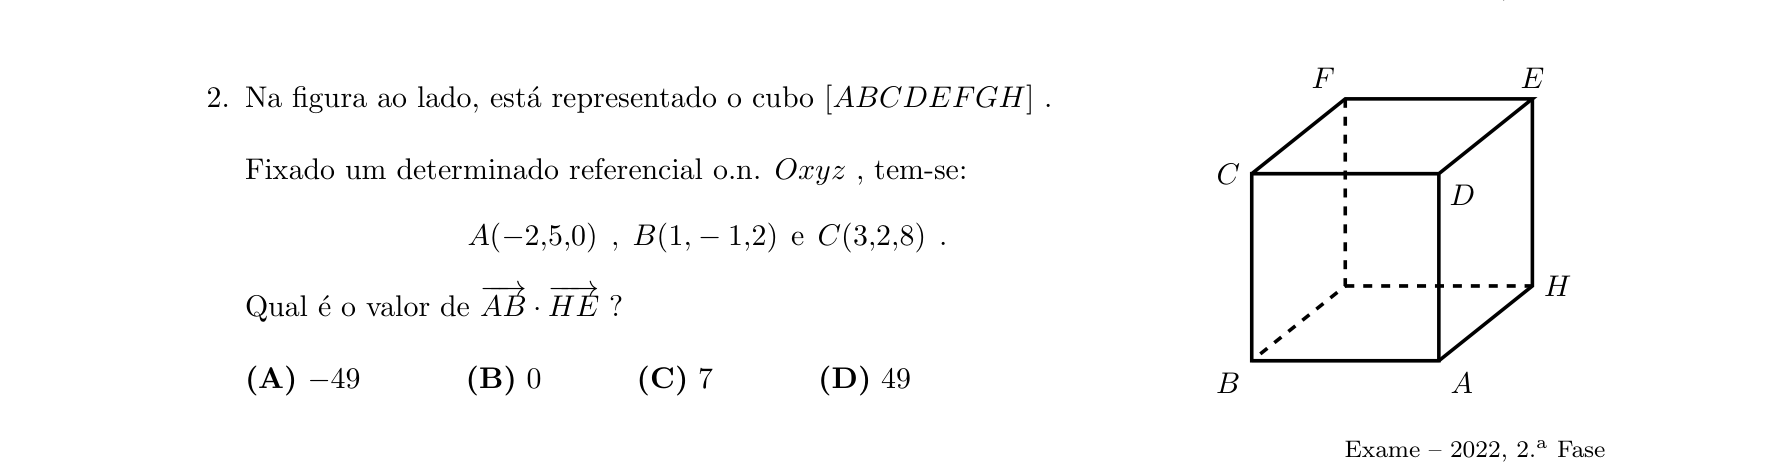 2. Na figura ao lado, está representado o cubo [ABCDEFGH] .
Fixado um determinado referencial o.n. Oxyz , tem-se:
A(−2,5,0) , B(1, − 1,2) e C(3,2,8) .
Qual é o valor de \overrightarrow{AB} · \overrightarrow{HE} ?
(A) −49 (B) 0 (C) 7 (D) 49
F E
C D
H
B A
Exame – 2022, 2.ª Fase